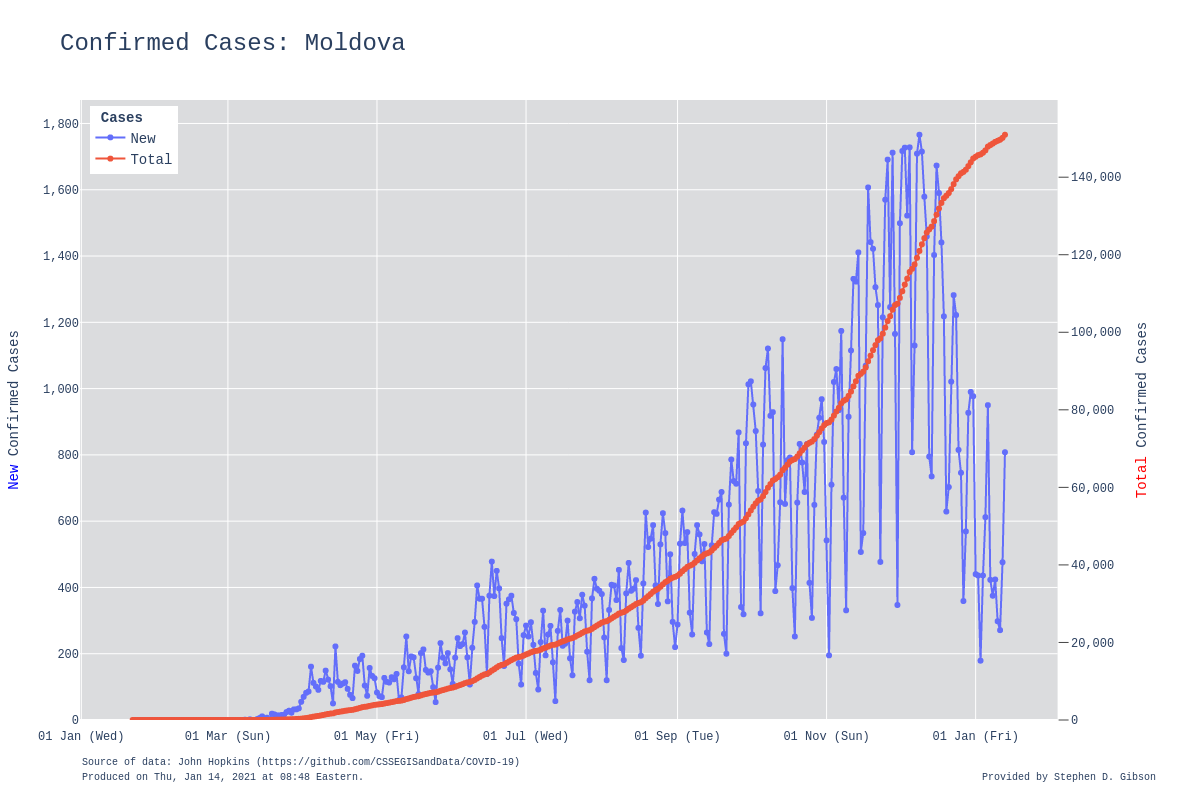 Confirmed Cases: Moldova
Cases
New
Total
1,800
1,600
1,400
1,200
1,000
800
600
400
200
0
140,000
120,000
100,000
80,000
60,000
40,000
20,000
0
New Confirmed Cases
Total Confirmed Cases
01 Jan (Wed)
01 Mar (Sun)
01 May (Fri)
01 Jul (Wed)
01 Sep (Tue)
01 Nov (Sun)
01 Jan (Fri)
Source of data: John Hopkins (https://github.com/CSSEGISandData/COVID-19)
Produced on Thu, Jan 14, 2021 at 08:48 Eastern.
Provided by Stephen D. Gibson